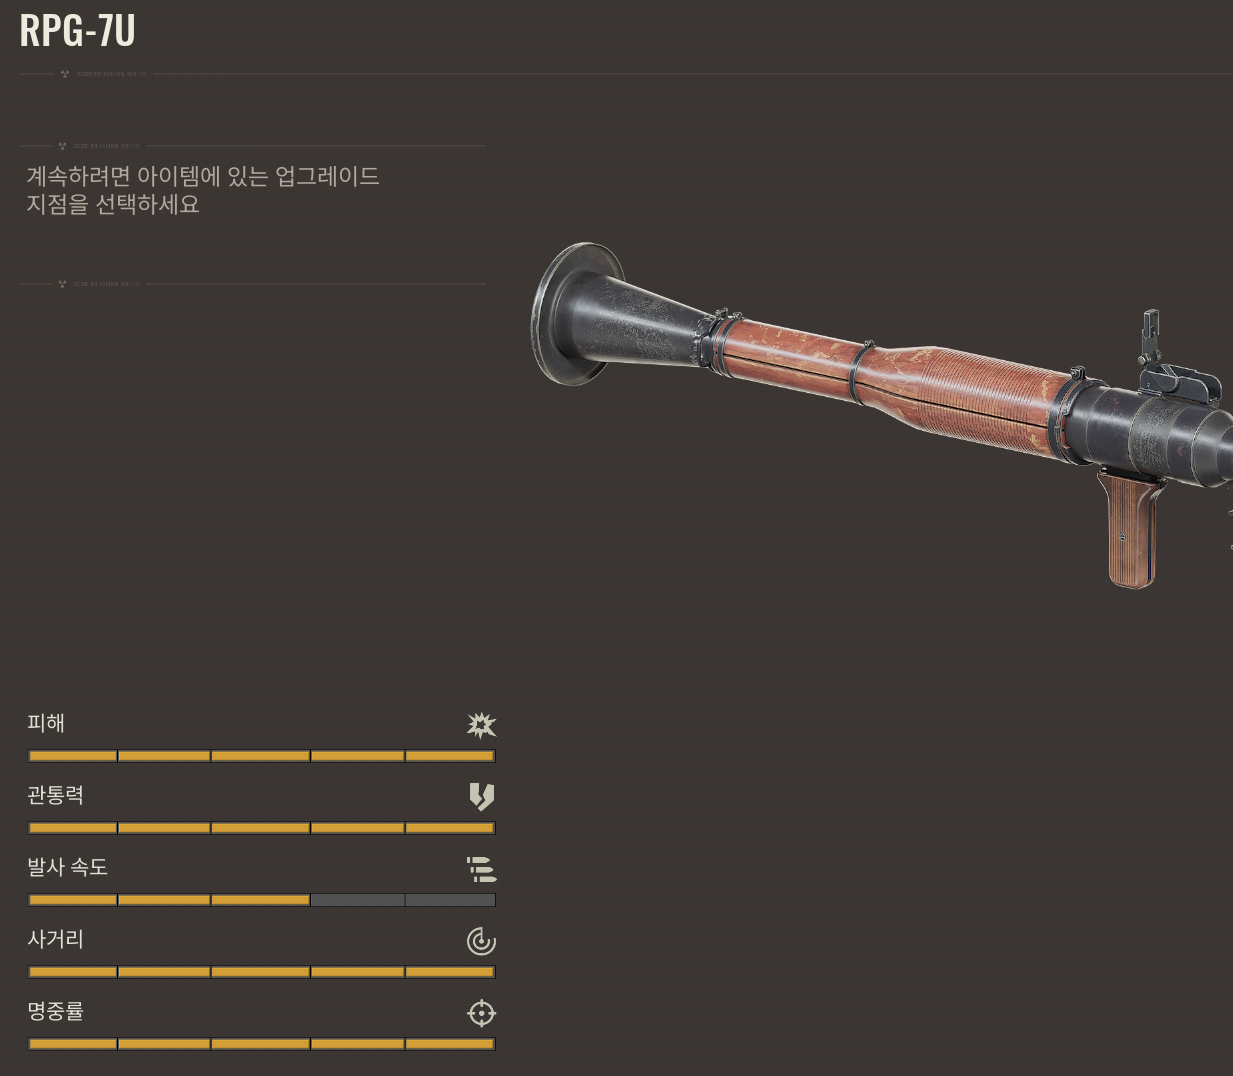 RPG-7U
계속하려면 아이템에 있는 업그레이드
지점을 선택하세요
피해
관통력
발사 속도
사거리
명중률